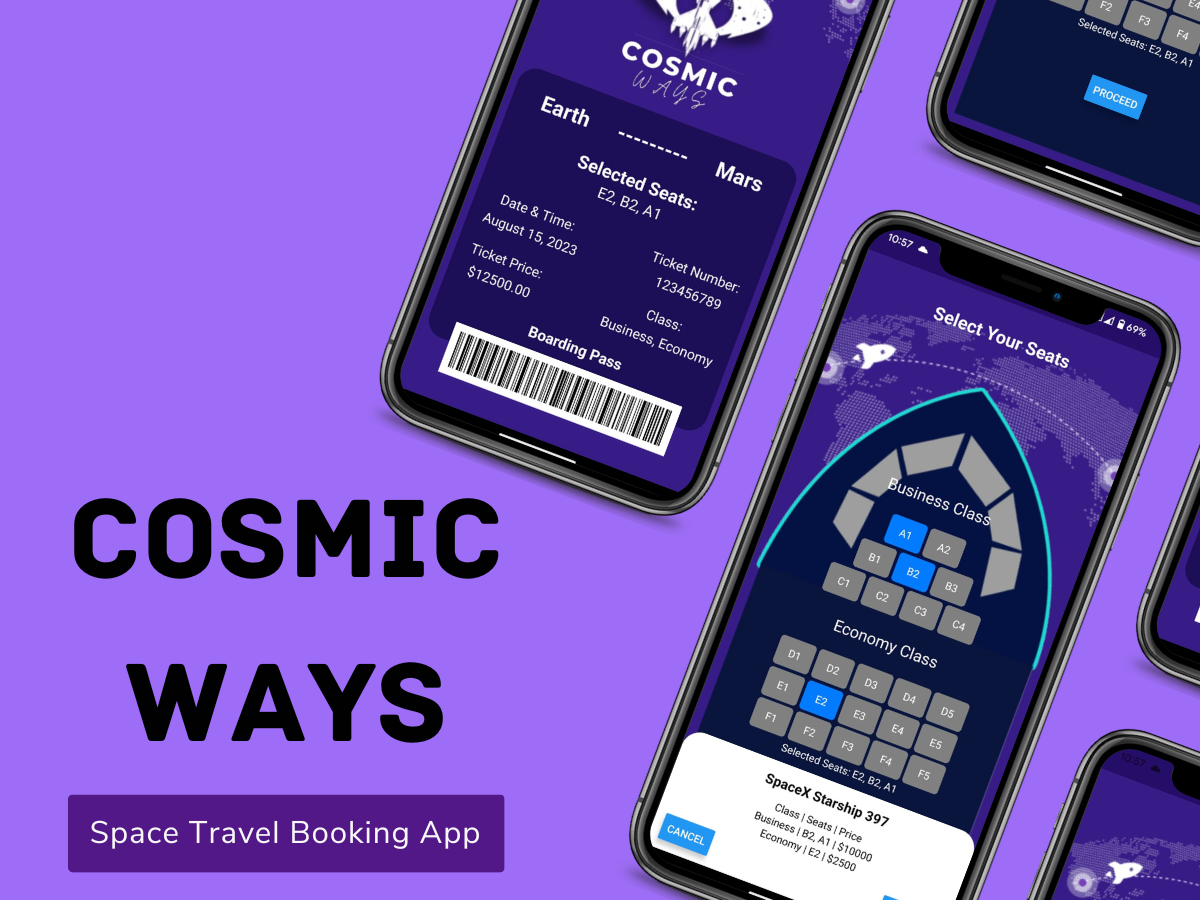 COSMIC
WAYS
Earth
---------
Mars
Selected Seats:
E2, B2, A1
Date & Time:
August 15, 2023
Ticket Number:
123456789
Ticket Price:
$12500.00
Class:
Business, Economy
Boarding Pass
F2
F3
F4
E4
Selected Seats: E2, B2, A1
PROCEED
10:57
69%
Select Your Seats
Business Class
A1 A2
B1 B2 B3
C1 C2 C3 C4
Economy Class
D1 D2 D3 D4 D5
E1 E2 E3 E4 E5
F1 F2 F3 F4 F5
Selected Seats: E2, B2, A1
SpaceX Starship 397
Class | Seats | Price
Business | B2, A1 | $10000
Economy | E2 | $2500
CANCEL
10:57
COSMIC
WAYS
Space Travel Booking App